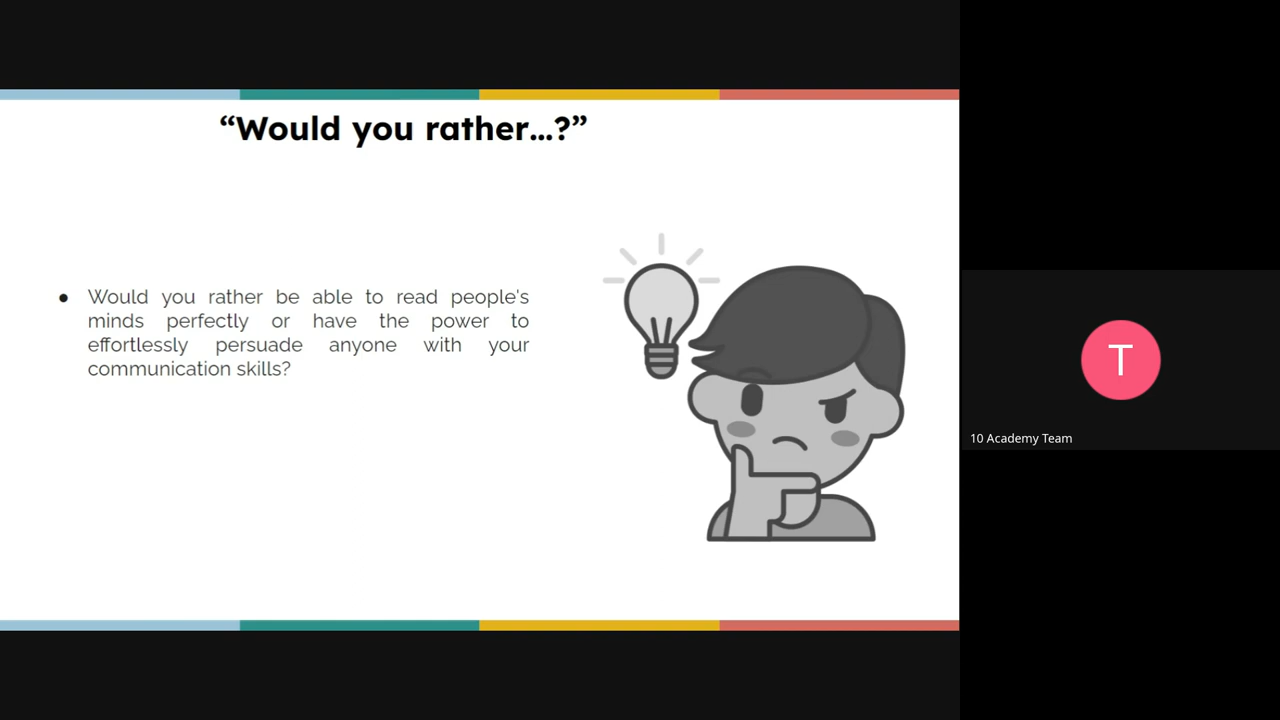 “Would you rather...?”
● Would you rather be able to read people's
minds perfectly or have the power to
effortlessly persuade anyone with your
communication skills?
T
10 Academy Team